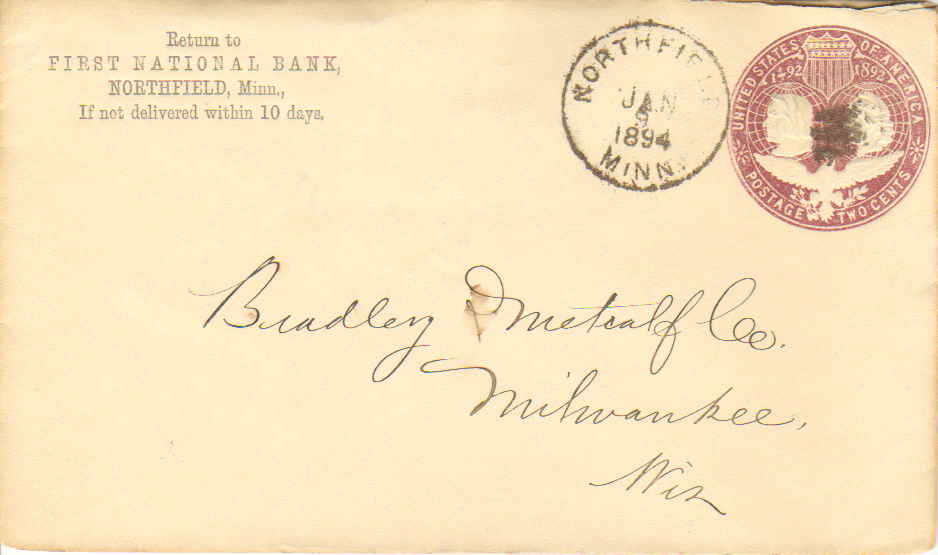 Return to
FIRST NATIONAL BANK,
NORTHFIELD, Minn.,
If not delivered within 10 days.
NORTHFIELD
JAN
9
1894
MINN.
UNITED STATES OF AMERICA
1492 1892
POSTAGE TWO CENTS
Bradley & Metcalf Co.
Milwaukee,
Wis